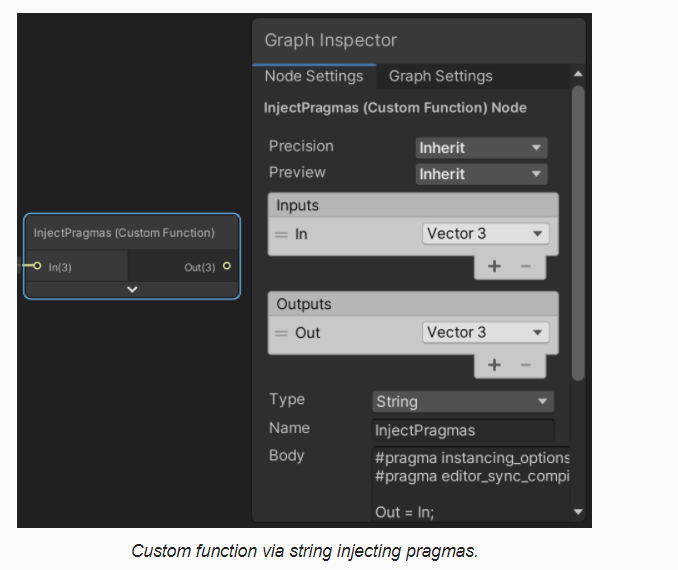 Graph Inspector
Node Settings Graph Settings
InjectPragmas (Custom Function) Node
Precision Inherit
Preview Inherit
Inputs
In Vector 3
+ −
InjectPragmas (Custom Function)
In(3) Out(3)
Outputs
Out Vector 3
+ −
Type String
Name InjectPragmas
Body #pragma instancing_options
#pragma editor_sync_compi
Out = In;
Custom function via string injecting pragmas.